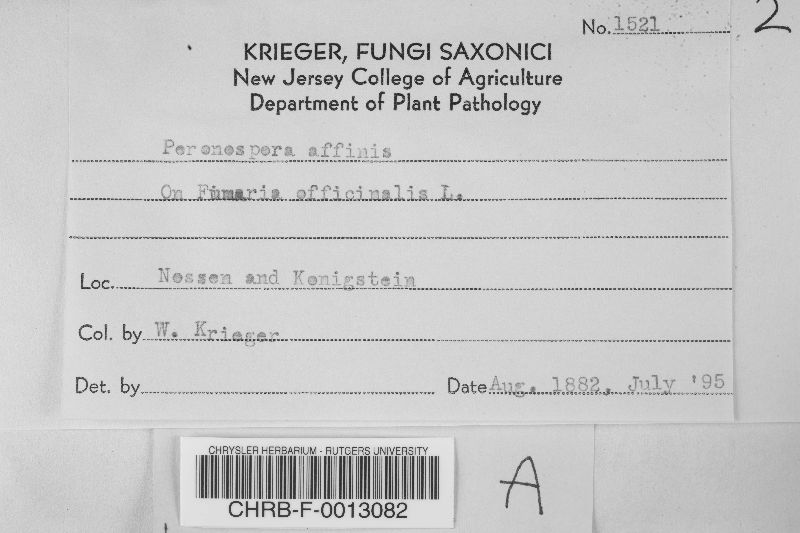 No. 1521
2
KRIEGER, FUNGI SAXONICI
New Jersey College of Agriculture
Department of Plant Pathology
Peronospora affinis
On Fumaria officinalis L.
Loc. Nossen and Konigstein
Col. by W. Krieger
Det. by
Date Aug. 1882, July '95
CHRYSLER HERBARIUM - RUTGERS UNIVERSITY
CHRB-F-0013082
A